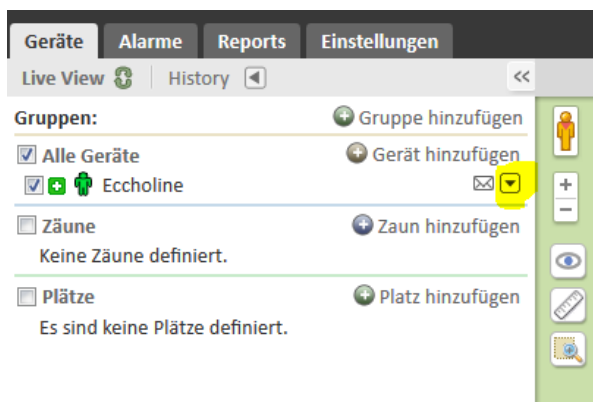 Geräte Alarme Reports Einstellungen
Live View History <<
Gruppen: Gruppe hinzufügen
Alle Geräte Gerät hinzufügen
Eccholine
Zäune Zaun hinzufügen
Keine Zäune definiert.
Plätze Platz hinzufügen
Es sind keine Plätze definiert.